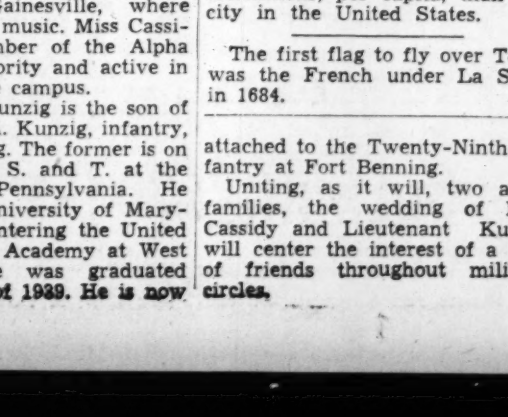 ainesville, where
music. Miss Cassi-
ber of the Alpha
ority and active in
campus.
unzig is the son of
. Kunzig, infantry,
g. The former is on
S. and T. at the
Pennsylvania. He
niversity of Mary-
ntering the United
Academy at West
e was graduated
of 1939. He is now
city in the United States.
The first flag to fly over T
was the French under La S
in 1684.
attached to the Twenty-Ninth
fantry at Fort Benning.
Uniting, as it will, two a
families, the wedding of
Cassidy and Lieutenant Ku
will center the interest of a
of friends throughout mili
circles.